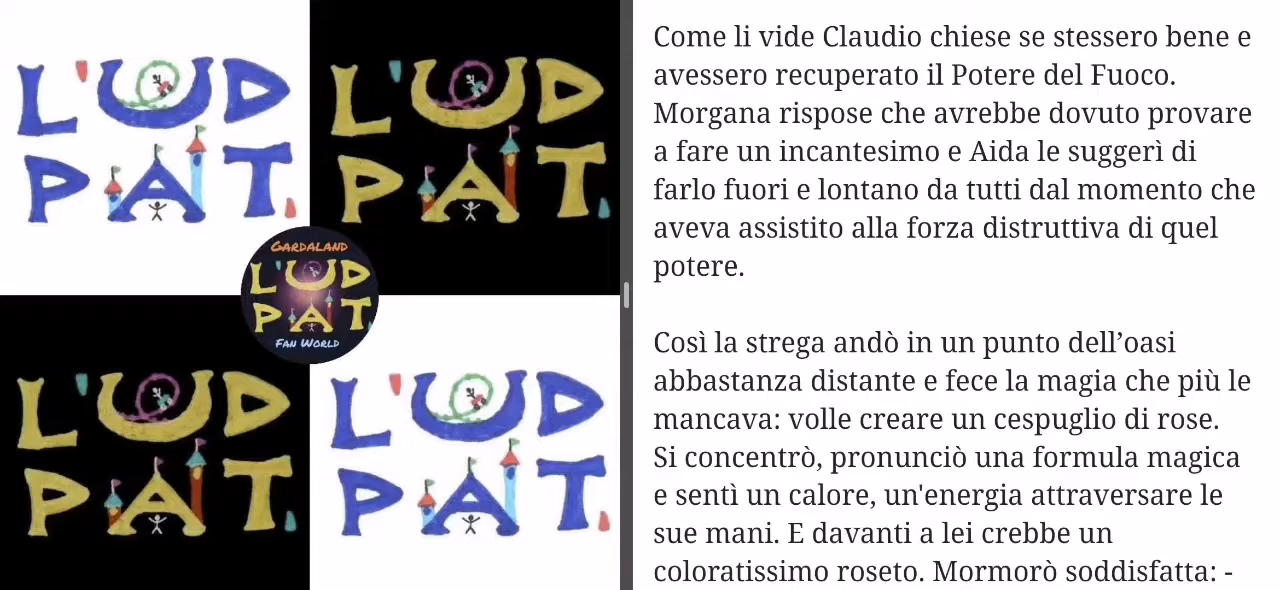 L'UD
PAT.
L'UD
PAT.
GARDALAND
L'UD
PAT.
FAN WORLD
L'UD
PAT.
L'UD
PAT.
Come li vide Claudio chiese se stessero bene e
avessero recuperato il Potere del Fuoco.
Morgana rispose che avrebbe dovuto provare
a fare un incantesimo e Aida le suggerì di
farlo fuori e lontano da tutti dal momento che
aveva assistito alla forza distruttiva di quel
potere.
Così la strega andò in un punto dell’oasi
abbastanza distante e fece la magia che più le
mancava: volle creare un cespuglio di rose.
Si concentrò, pronunciò una formula magica
e sentì un calore, un'energia attraversare le
sue mani. E davanti a lei crebbe un
coloratissimo roseto. Mormorò soddisfatta: -